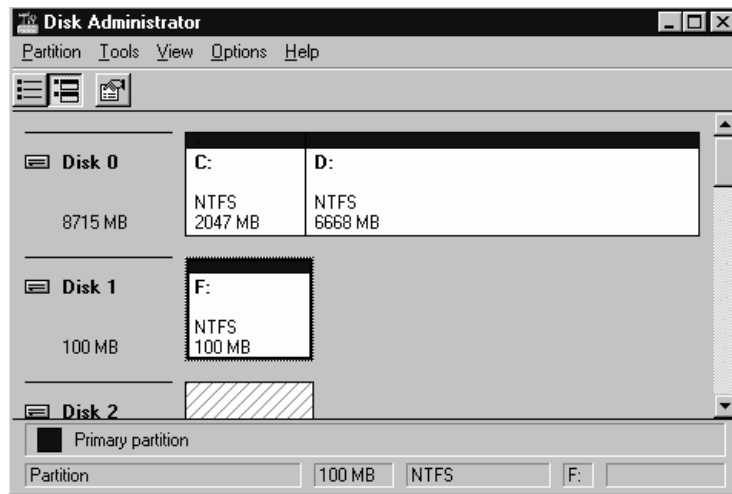 Disk Administrator
Partition Tools View Options Help
Disk 0
8715 MB
C:
NTFS
2047 MB
D:
NTFS
6668 MB
Disk 1
100 MB
F:
NTFS
100 MB
Disk 2
Primary partition
Partition 100 MB NTFS F: